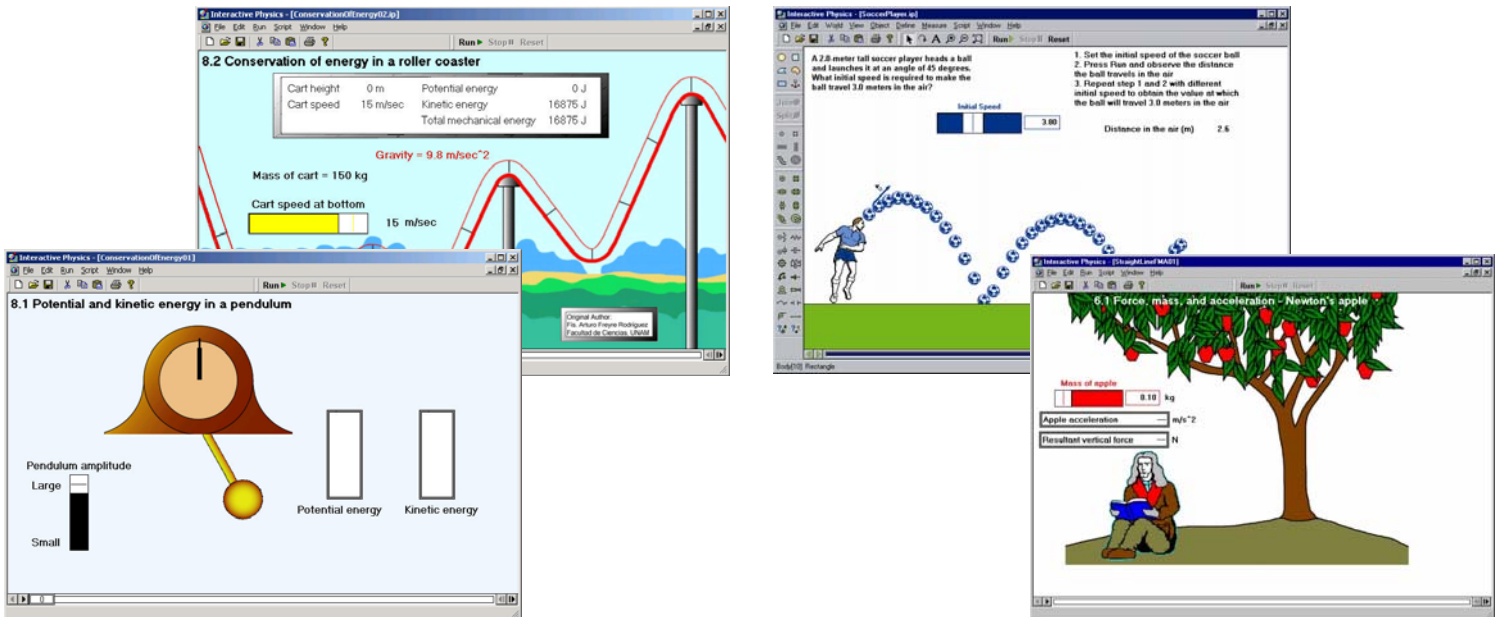 Interactive Physics - [ConservationOfEnergy02.ip]
File Edit Run Script Window Help
Run Stop Reset
8.2 Conservation of energy in a roller coaster
Cart height 0 m Potential energy 0 J
Cart speed 15 m/sec Kinetic energy 16875 J
Total mechanical energy 16875 J
Gravity = 9.8 m/sec^2
Mass of cart = 150 kg
Cart speed at bottom
15 m/sec
Original Author:
Fis. Arturo Freyre Rodríguez
Facultad de Ciencias, UNAM
Interactive Physics - [ConservationOfEnergy01]
File Edit Run Script Window Help
Run Stop Reset
8.1 Potential and kinetic energy in a pendulum
Pendulum amplitude
Large
Small
Potential energy Kinetic energy
0
Interactive Physics - [SoccerPlayer.ip]
File Edit World View Object Define Measure Script Window Help
A Run Stop Reset
Join
Split
A 2.0-meter tall soccer player heads a ball
and launches it at an angle of 45 degrees.
What initial speed is required to make the
ball travel 3.0 meters in the air?
1. Set the initial speed of the soccer ball
2. Press Run and observe the distance
the ball travels in the air
3. Repeat step 1 and 2 with different
initial speed to obtain the value at which
the ball will travel 3.0 meters in the air
Initial Speed
3.80
Distance in the air (m) 2.6
Body[10] Rectangle
Interactive Physics - [StraightLineFMA01]
File Edit Run Script Window Help
Run Stop Reset
6.1 Force, mass, and acceleration - Newton's apple
Mass of apple
0.10 kg
Apple acceleration m/s^2
Resultant vertical force N